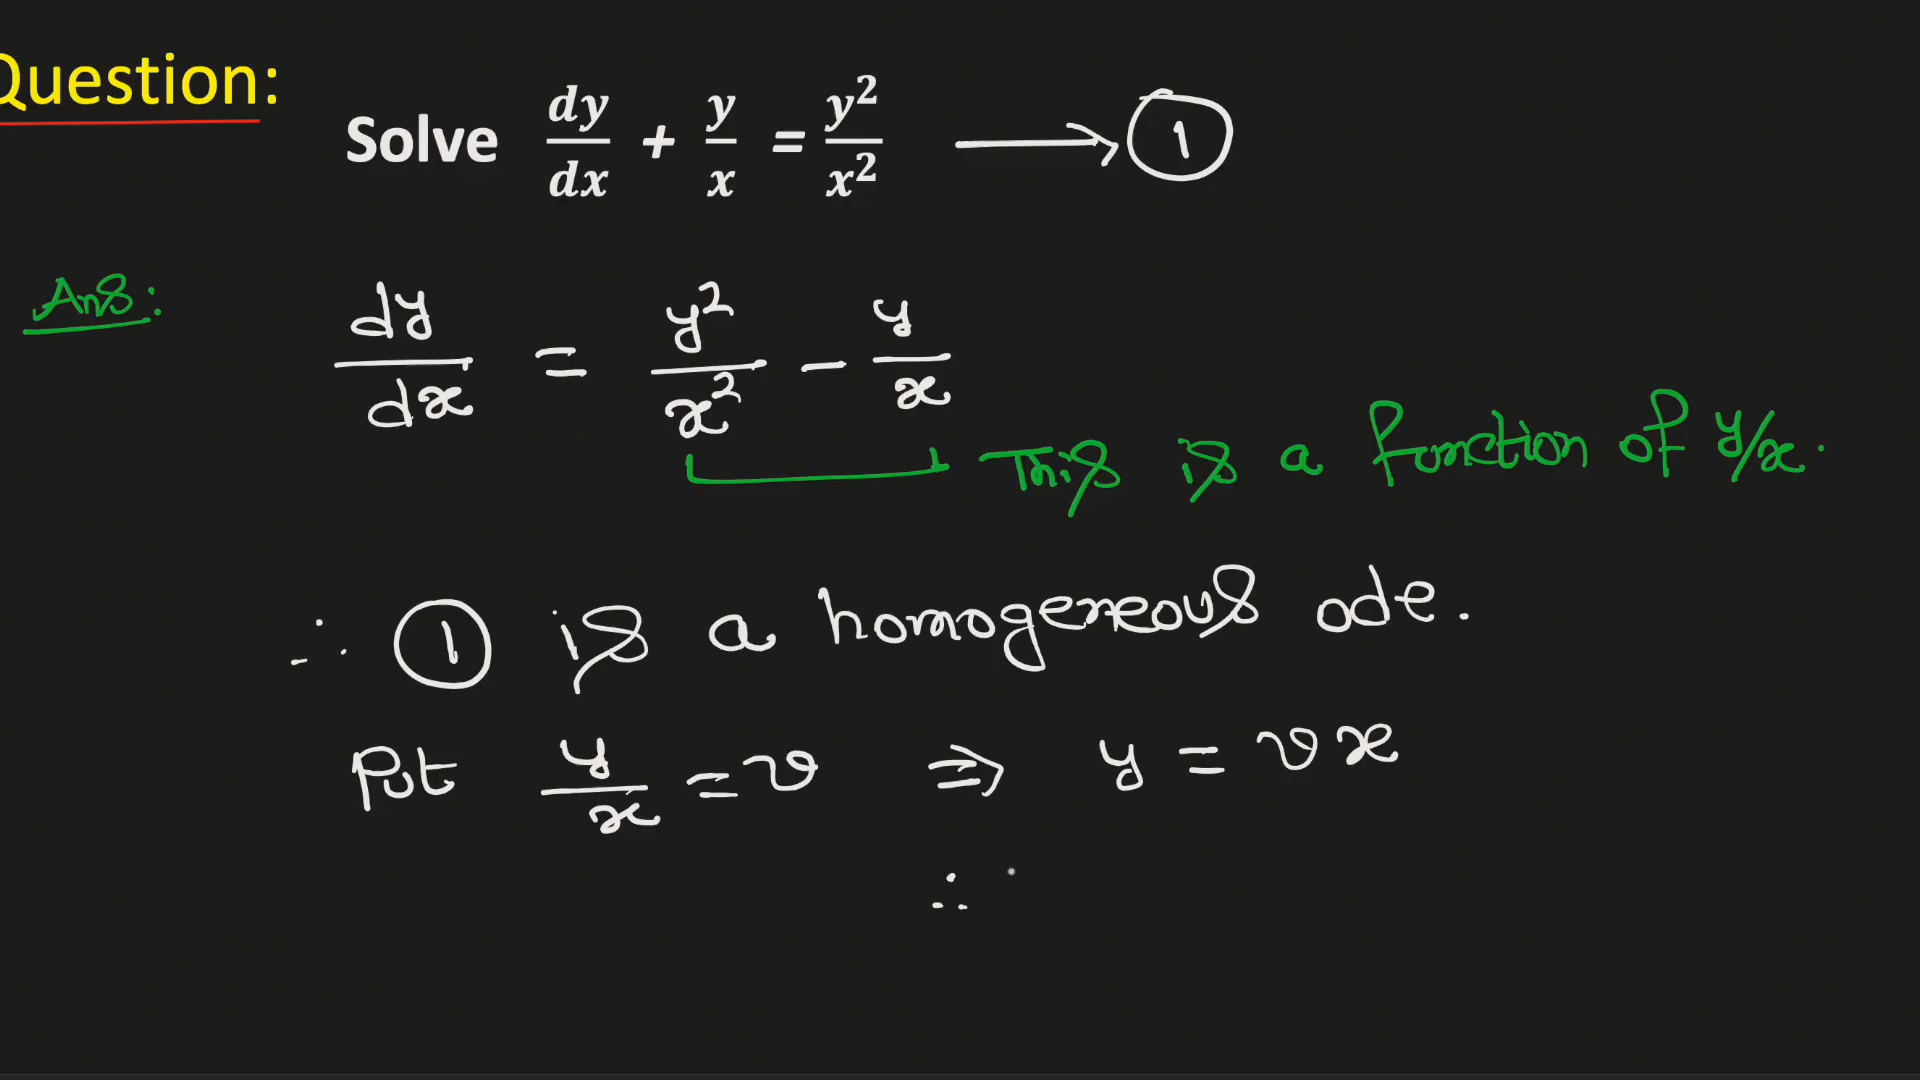 Question:
Solve dy/dx + y/x = y²/x² ⟶ ①
Ans: dy/dx = y²/x² - y/x
This is a function of y/x.
∴ ① is a homogeneous ode.
Put y/x = v ⇒ y = vx
∴